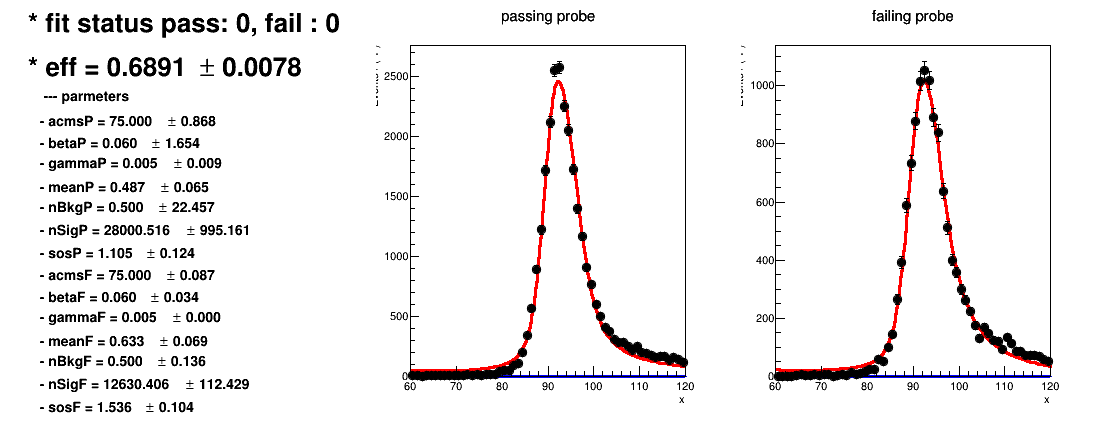 * fit status pass: 0, fail : 0
* eff = 0.6891 ± 0.0078
--- parmeters
- acmsP = 75.000 ± 0.868
- betaP = 0.060 ± 1.654
- gammaP = 0.005 ± 0.009
- meanP = 0.487 ± 0.065
- nBkgP = 0.500 ± 22.457
- nSigP = 28000.516 ± 995.161
- sosP = 1.105 ± 0.124
- acmsF = 75.000 ± 0.087
- betaF = 0.060 ± 0.034
- gammaF = 0.005 ± 0.000
- meanF = 0.633 ± 0.069
- nBkgF = 0.500 ± 0.136
- nSigF = 12630.406 ± 112.429
- sosF = 1.536 ± 0.104
passing probe
2500
2000
1500
1000
500
0
60 70 80 90 100 110 120
x
failing probe
1000
800
600
400
200
0
60 70 80 90 100 110 120
x